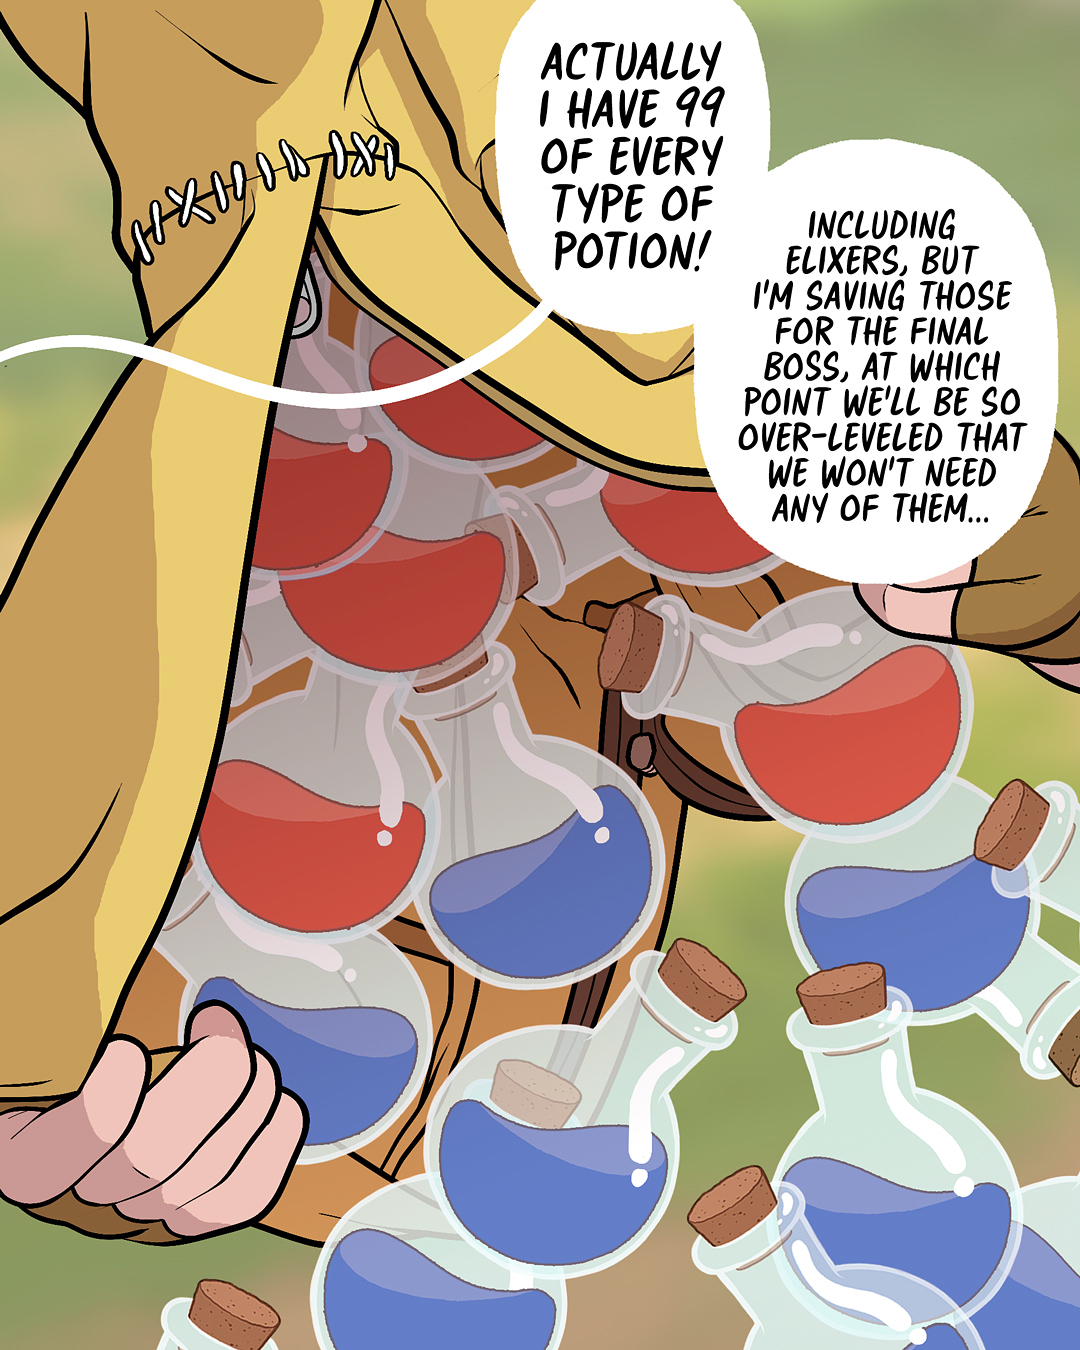 ACTUALLY
I HAVE 99
OF EVERY
TYPE OF
POTION!
INCLUDING
ELIXERS, BUT
I'M SAVING THOSE
FOR THE FINAL
BOSS, AT WHICH
POINT WE'LL BE SO
OVER-LEVELED THAT
WE WON'T NEED
ANY OF THEM...